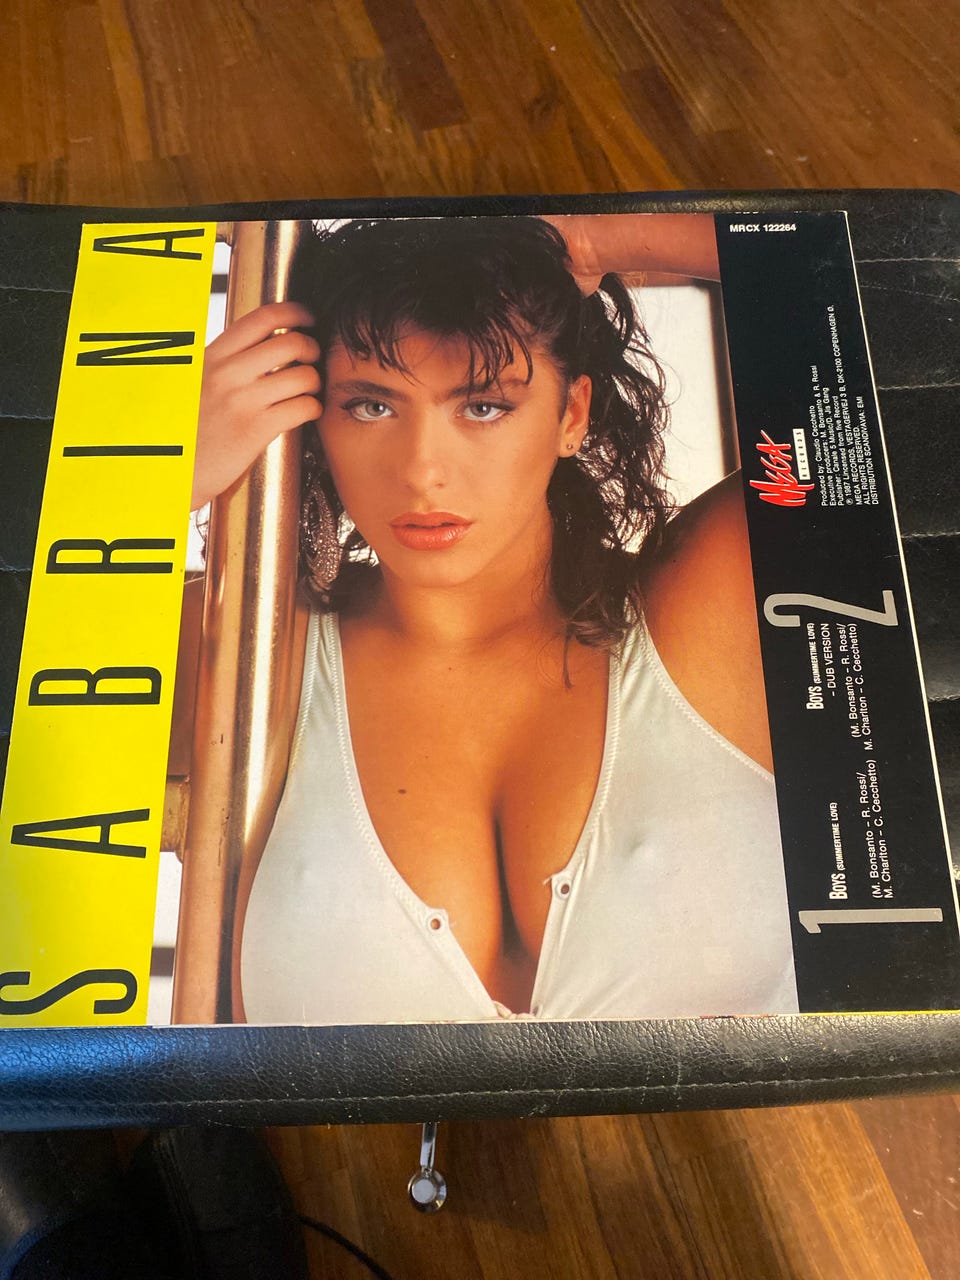 SABRINA
MRCX 122264
MEGA
RECORDS
Produced by: Claudio Cecchetto
Executive producers: M. Bonsanto & R. Rossi
Publisher: Canale 5 Music/D. Jis Gang
℗ 1987 Licensed from five Record
MEGA RECORDS, VESTAGERVEJ 3 B, DK-2100 COPENHAGEN Ø.
ALL RIGHTS RESERVED.
DISTRIBUTION SCANDINAVIA: EMI
1
BOYS (SUMMERTIME LOVE)
(M. Bonsanto – R. Rossi/
M. Charlton – C. Cecchetto)
2
BOYS (SUMMERTIME LOVE)
- DUB VERSION
(M. Bonsanto – R. Rossi/
M. Charlton – C. Cecchetto)